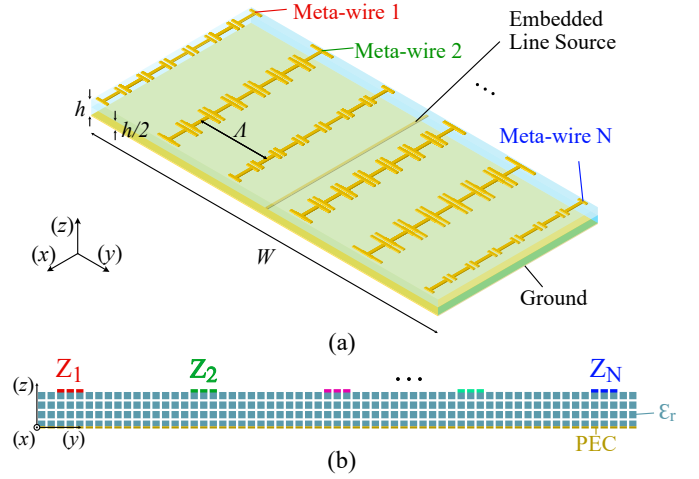 Meta-wire 1
Meta-wire 2
Embedded
Line Source
...
Meta-wire N
h
h/2
Λ
W
(z)
(x)
(y)
Ground
(a)
Z1
Z2
...
ZN
(z)
(x)
(y)
εr
PEC
(b)